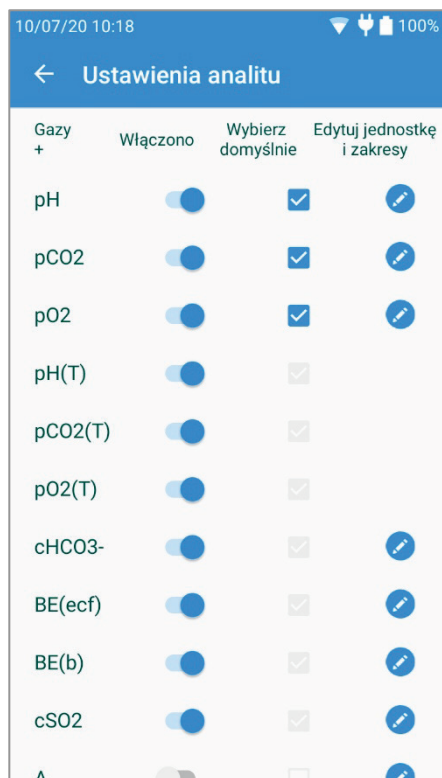 10/07/20 10:18 100%
Ustawienia analitu
Gazy + Włączono Wybierz domyślnie Edytuj jednostkę i zakresy
pH
pCO2
pO2
pH(T)
pCO2(T)
pO2(T)
cHCO3-
BE(ecf)
BE(b)
cSO2
A